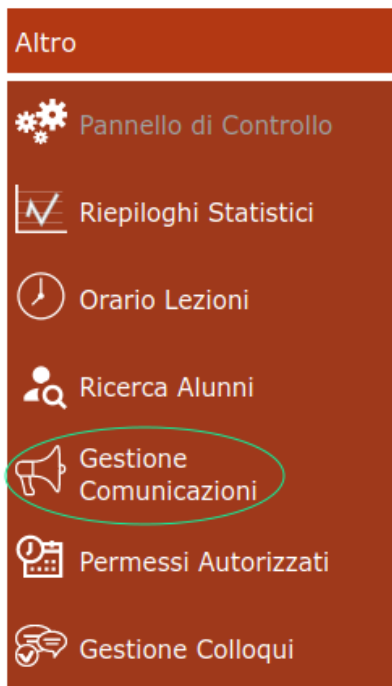 Altro
Pannello di Controllo
Riepiloghi Statistici
Orario Lezioni
Ricerca Alunni
Gestione
Comunicazioni
Permessi Autorizzati
Gestione Colloqui